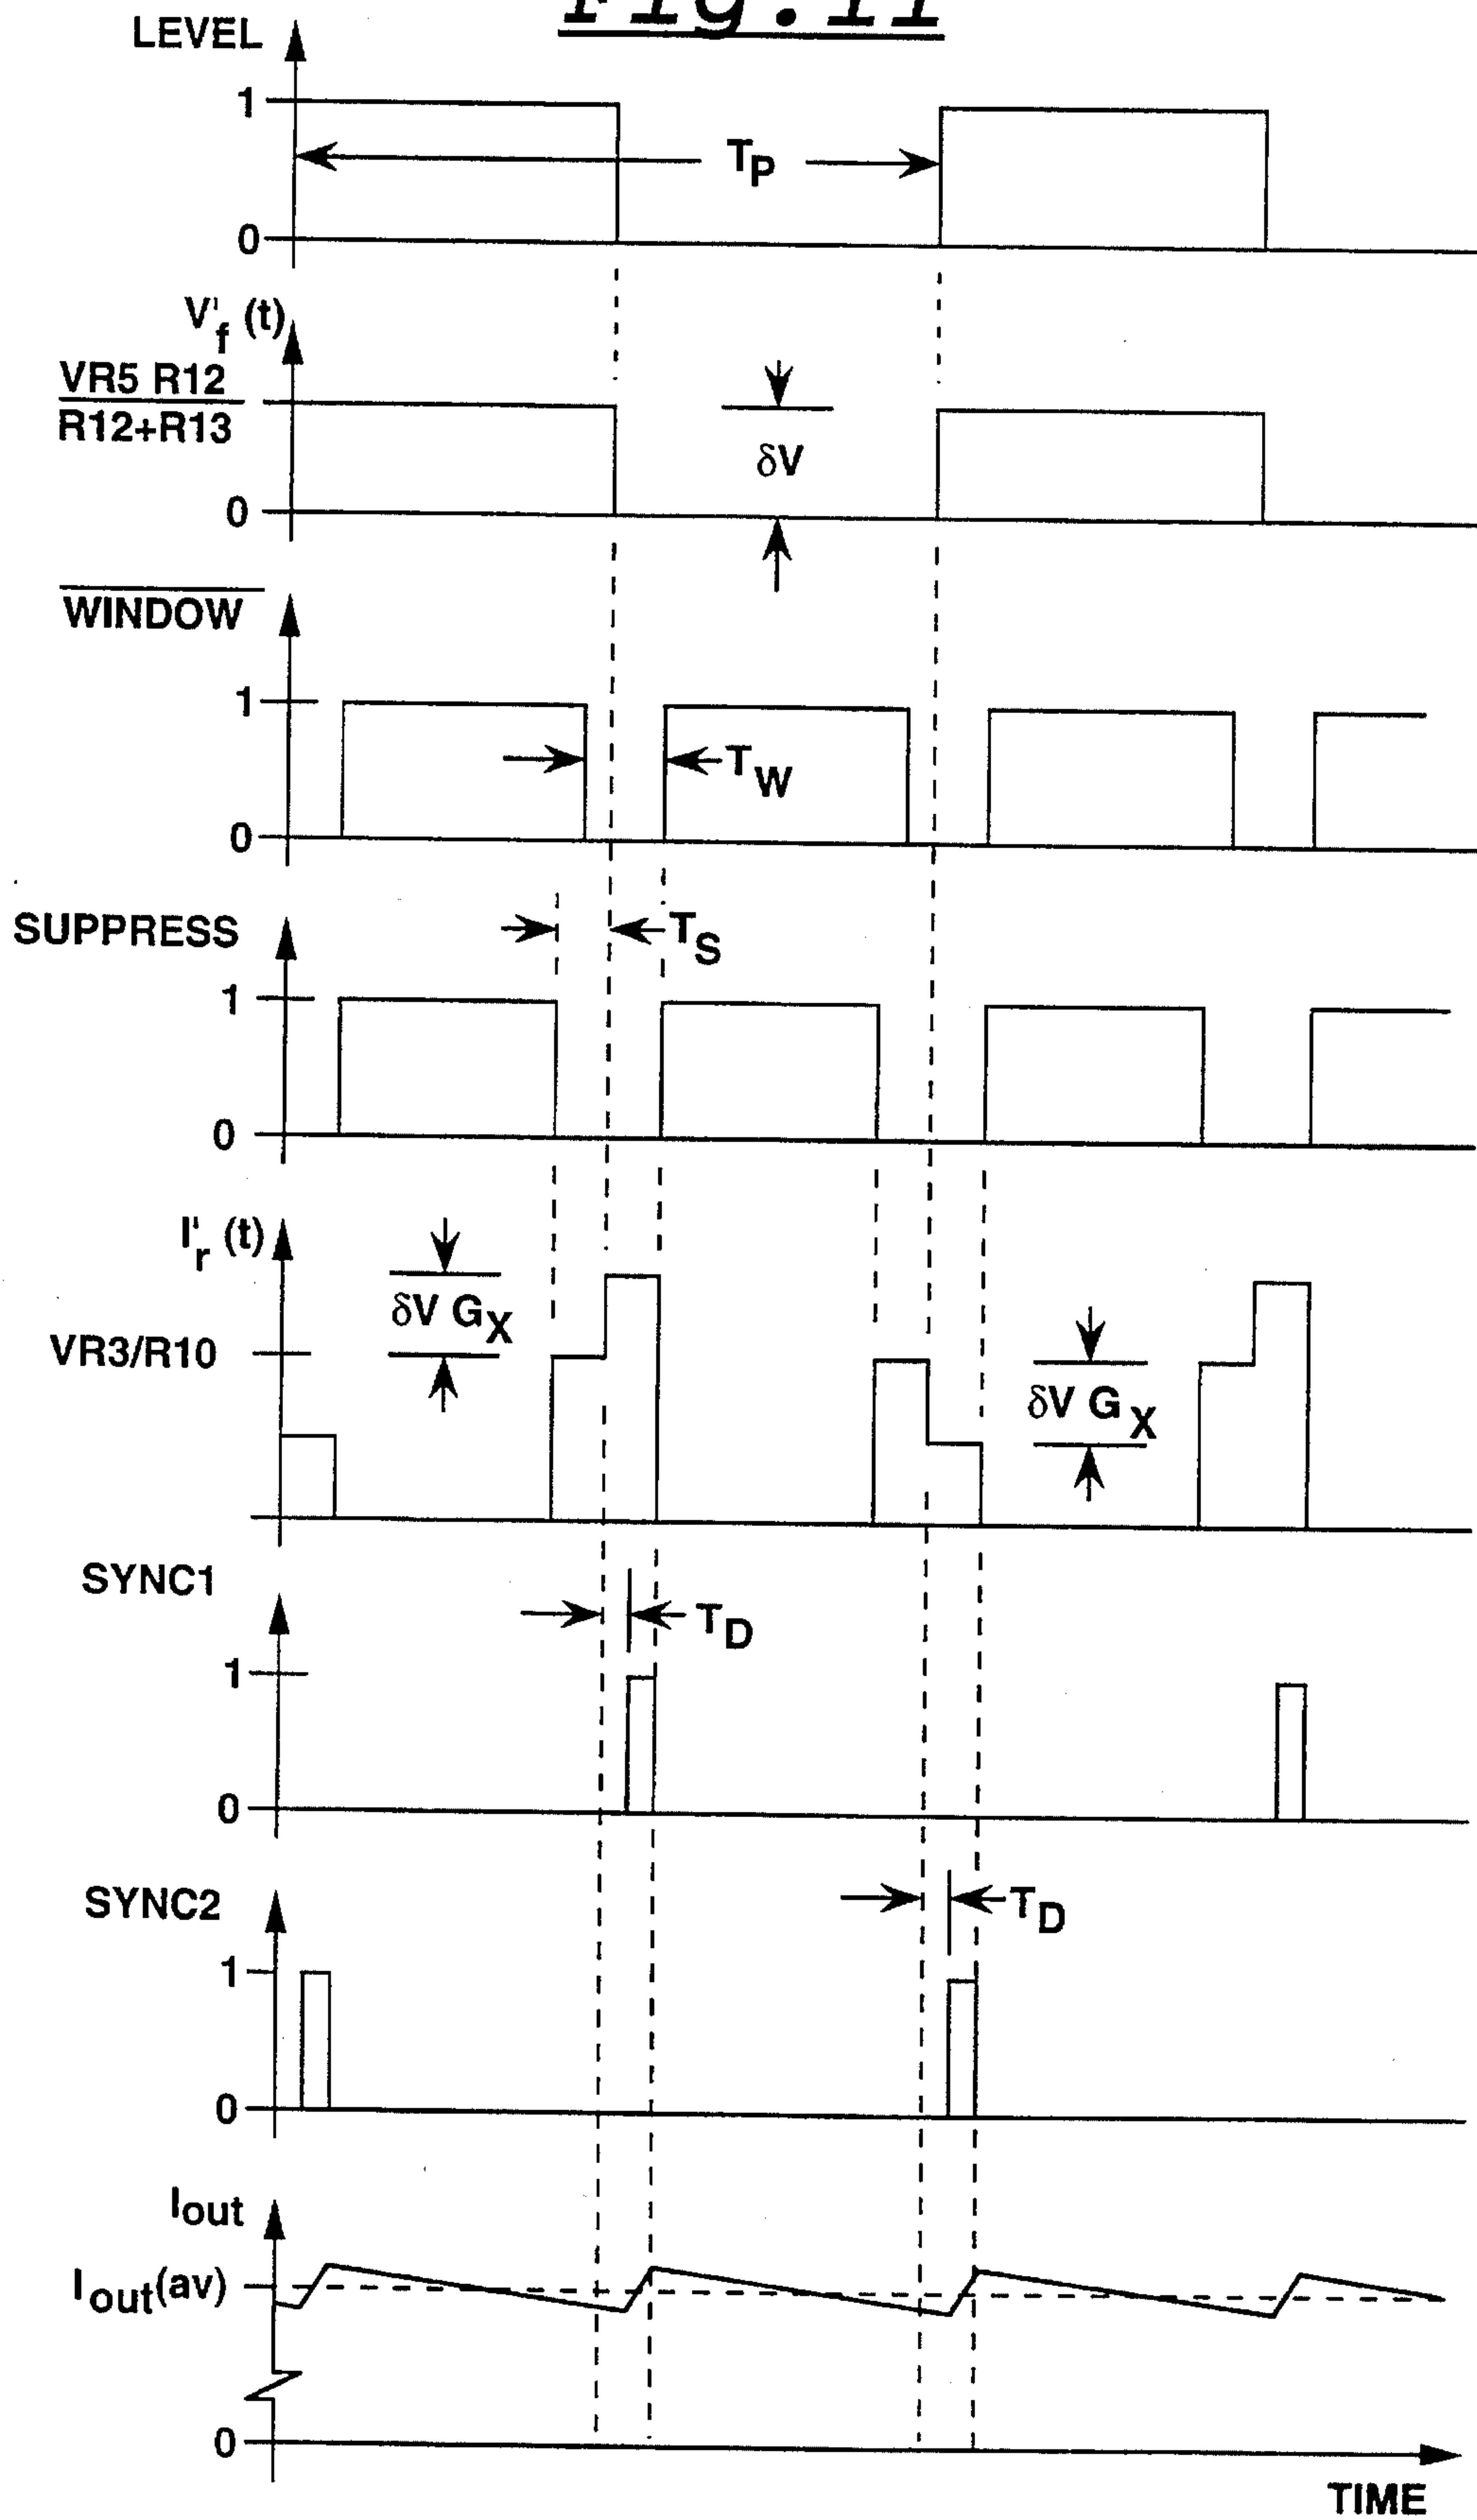 Fig.11
LEVEL
1
TP
0
V'f (t)
VR5 R12
R12+R13
δV
0
WINDOW
1
TW
0
SUPPRESS
TS
1
0
I'r (t)
δV GX
VR3/R10
δV GX
SYNC1
TD
1
0
SYNC2
TD
1
0
Iout
Iout(av)
0
TIME